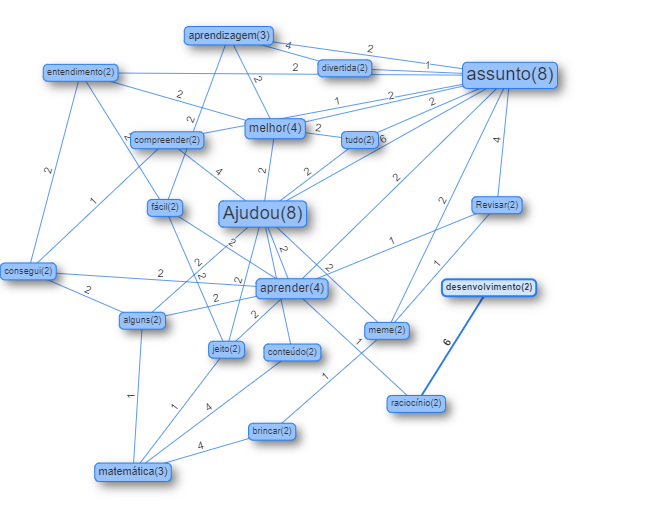 aprendizagem(3)
4
2
entendimento(2)
2
divertida(2)
1
assunto(8)
2
2
1
2
2
melhor(4)
2
2
compreender(2)
tudo(2)
6
4
2
4
2
2
2
1
fácil(2)
Ajudou(8)
2
Revisar(2)
2
2
1
consegui(2)
2
2
2
2
2
1
2
aprender(4)
desenvolvimento(2)
2
alguns(2)
2
meme(2)
jeito(2)
conteúdo(2)
1
6
1
1
1
4
raciocínio(2)
brincar(2)
4
matemática(3)